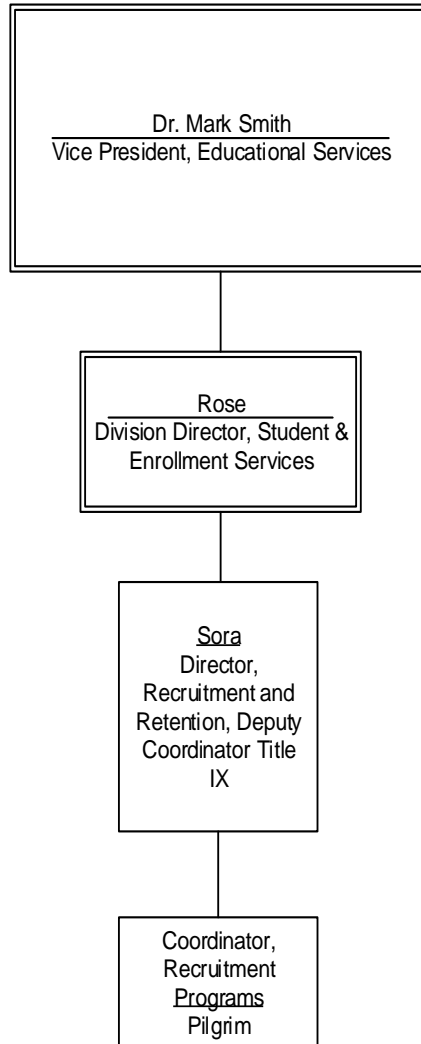 Dr. Mark Smith
Vice President, Educational Services
Rose
Division Director, Student &
Enrollment Services
Sora
Director,
Recruitment and
Retention, Deputy
Coordinator Title
IX
Coordinator,
Recruitment
Programs
Pilgrim